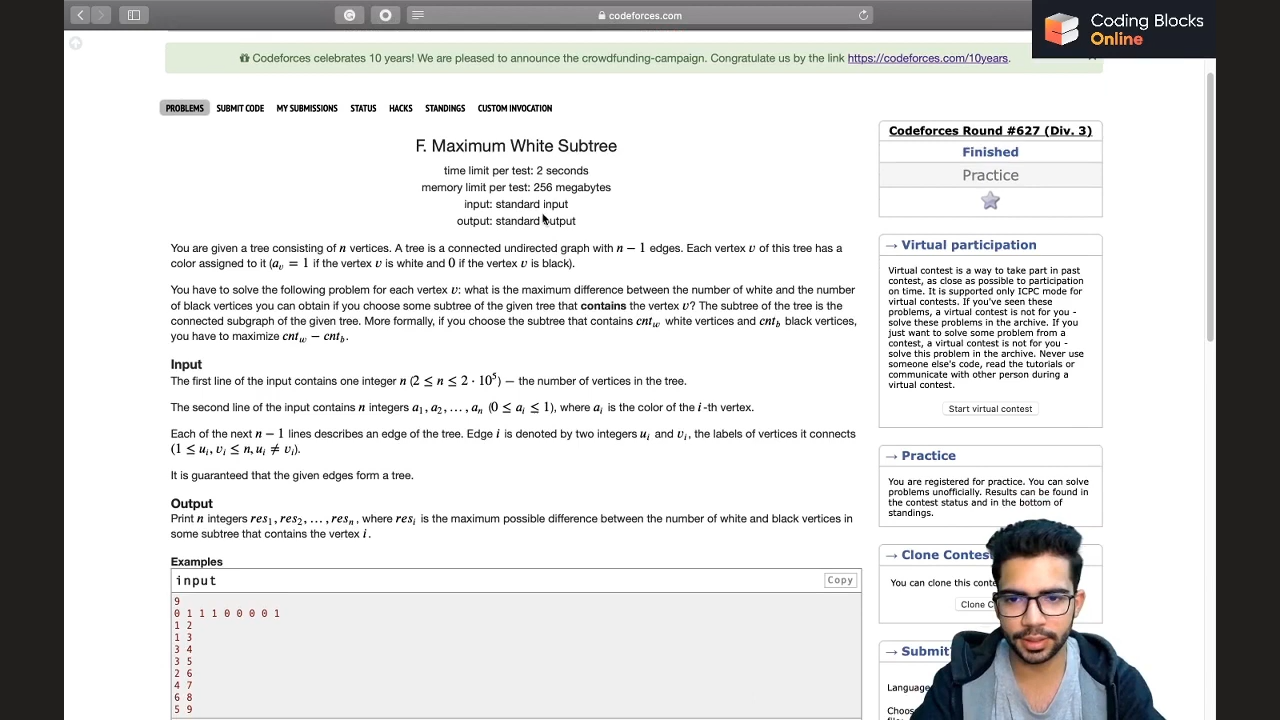 codeforces.com
Coding Blocks
Online
Codeforces celebrates 10 years! We are pleased to announce the crowdfunding-campaign. Congratulate us by the link https://codeforces.com/10years.
PROBLEMS SUBMIT CODE MY SUBMISSIONS STATUS HACKS STANDINGS CUSTOM INVOCATION
F. Maximum White Subtree
time limit per test: 2 seconds
memory limit per test: 256 megabytes
input: standard input
output: standard output
You are given a tree consisting of n vertices. A tree is a connected undirected graph with n − 1 edges. Each vertex v of this tree has a
color assigned to it (a_v = 1 if the vertex v is white and 0 if the vertex v is black).
You have to solve the following problem for each vertex v: what is the maximum difference between the number of white and the number
of black vertices you can obtain if you choose some subtree of the given tree that contains the vertex v? The subtree of the tree is the
connected subgraph of the given tree. More formally, if you choose the subtree that contains cnt_w white vertices and cnt_b black vertices,
you have to maximize cnt_w − cnt_b.
Input
The first line of the input contains one integer n (2 ≤ n ≤ 2 · 10^5) — the number of vertices in the tree.
The second line of the input contains n integers a_1, a_2, …, a_n (0 ≤ a_i ≤ 1), where a_i is the color of the i-th vertex.
Each of the next n − 1 lines describes an edge of the tree. Edge i is denoted by two integers u_i and v_i, the labels of vertices it connects
(1 ≤ u_i, v_i ≤ n, u_i ≠ v_i).
It is guaranteed that the given edges form a tree.
Output
Print n integers res_1, res_2, …, res_n, where res_i is the maximum possible difference between the number of white and black vertices in
some subtree that contains the vertex i.
Examples
input
Copy
9
0 1 1 1 0 0 0 0 1
1 2
1 3
3 4
3 5
2 6
4 7
6 8
5 9
Codeforces Round #627 (Div. 3)
Finished
Practice
→ Virtual participation
Virtual contest is a way to take part in past
contest, as close as possible to participation
on time. It is supported only ICPC mode for
virtual contests. If you've seen these
problems, a virtual contest is not for you -
solve these problems in the archive. If you
just want to solve some problem from a
contest, a virtual contest is not for you -
solve this problem in the archive. Never use
someone else's code, read the tutorials or
communicate with other person during a
virtual contest.
Start virtual contest
→ Practice
You are registered for practice. You can solve
problems unofficially. Results can be found in
the contest status and in the bottom of
standings.
→ Clone Contes
You can clone this
Clone C
→ Submit
Language
Choos